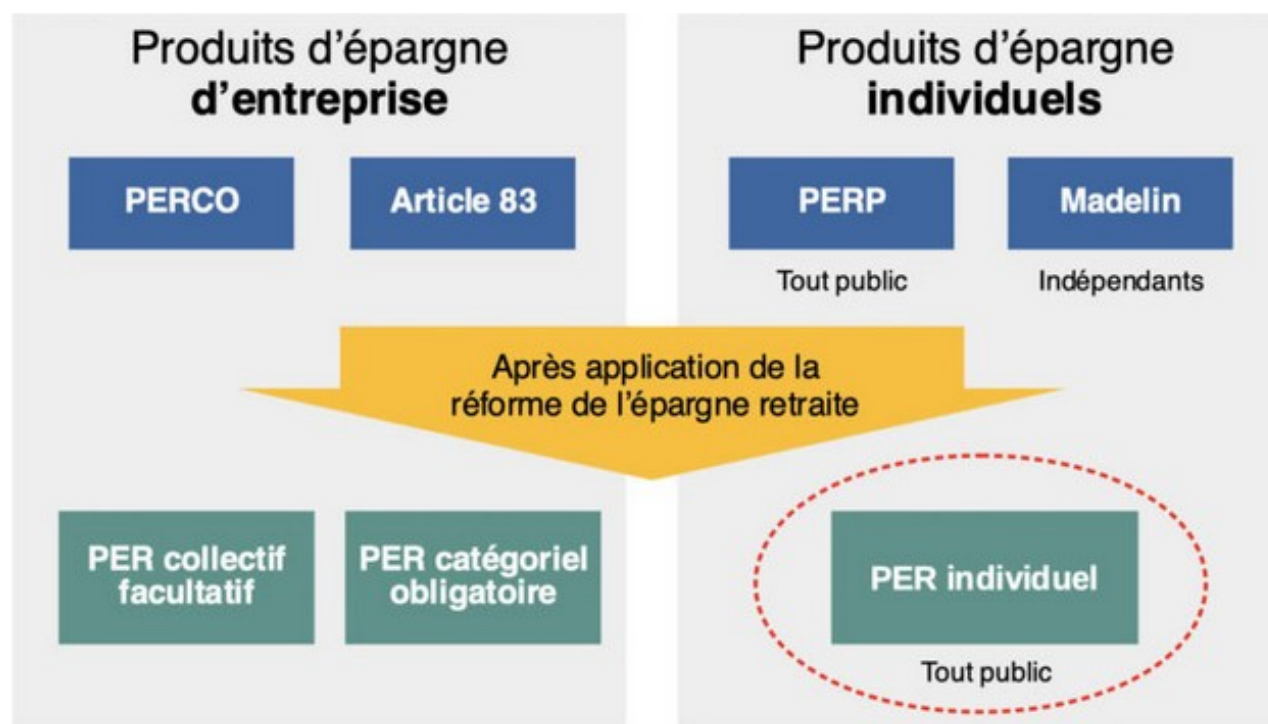 Produits d'épargne
d'entreprise
PERCO
Article 83
Produits d'épargne
individuels
PERP
Madelin
Tout public
Indépendants
Après application de la
réforme de l'épargne retraite
PER collectif
facultatif
PER catégoriel
obligatoire
PER individuel
Tout public